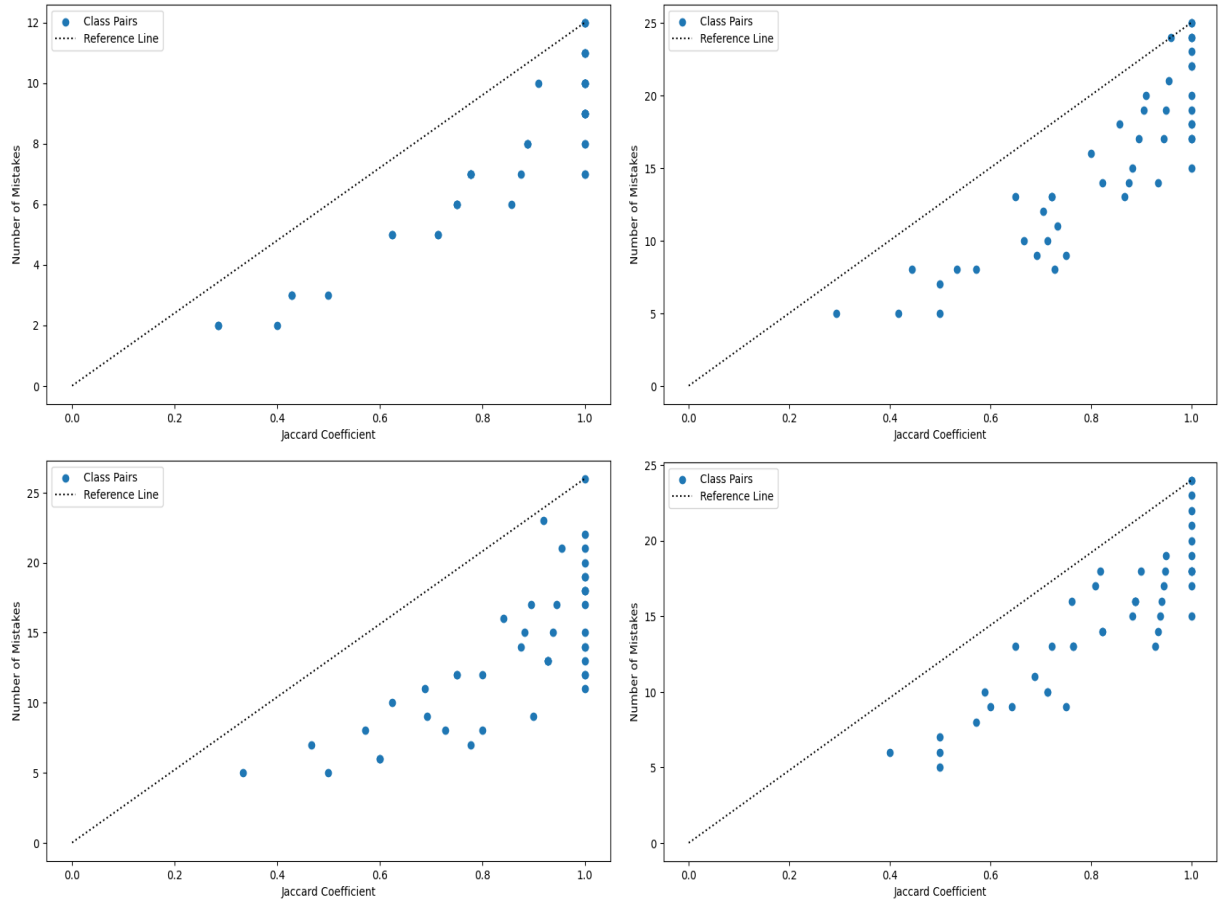 12
10
8
6
4
2
0
Number of Mistakes
Class Pairs
Reference Line
0.0 0.2 0.4 0.6 0.8 1.0
Jaccard Coefficient
25
20
15
10
5
0
Number of Mistakes
Class Pairs
Reference Line
0.0 0.2 0.4 0.6 0.8 1.0
Jaccard Coefficient
25
20
15
10
5
0
Number of Mistakes
Class Pairs
Reference Line
0.0 0.2 0.4 0.6 0.8 1.0
Jaccard Coefficient
25
20
15
10
5
0
Number of Mistakes
Class Pairs
Reference Line
0.0 0.2 0.4 0.6 0.8 1.0
Jaccard Coefficient